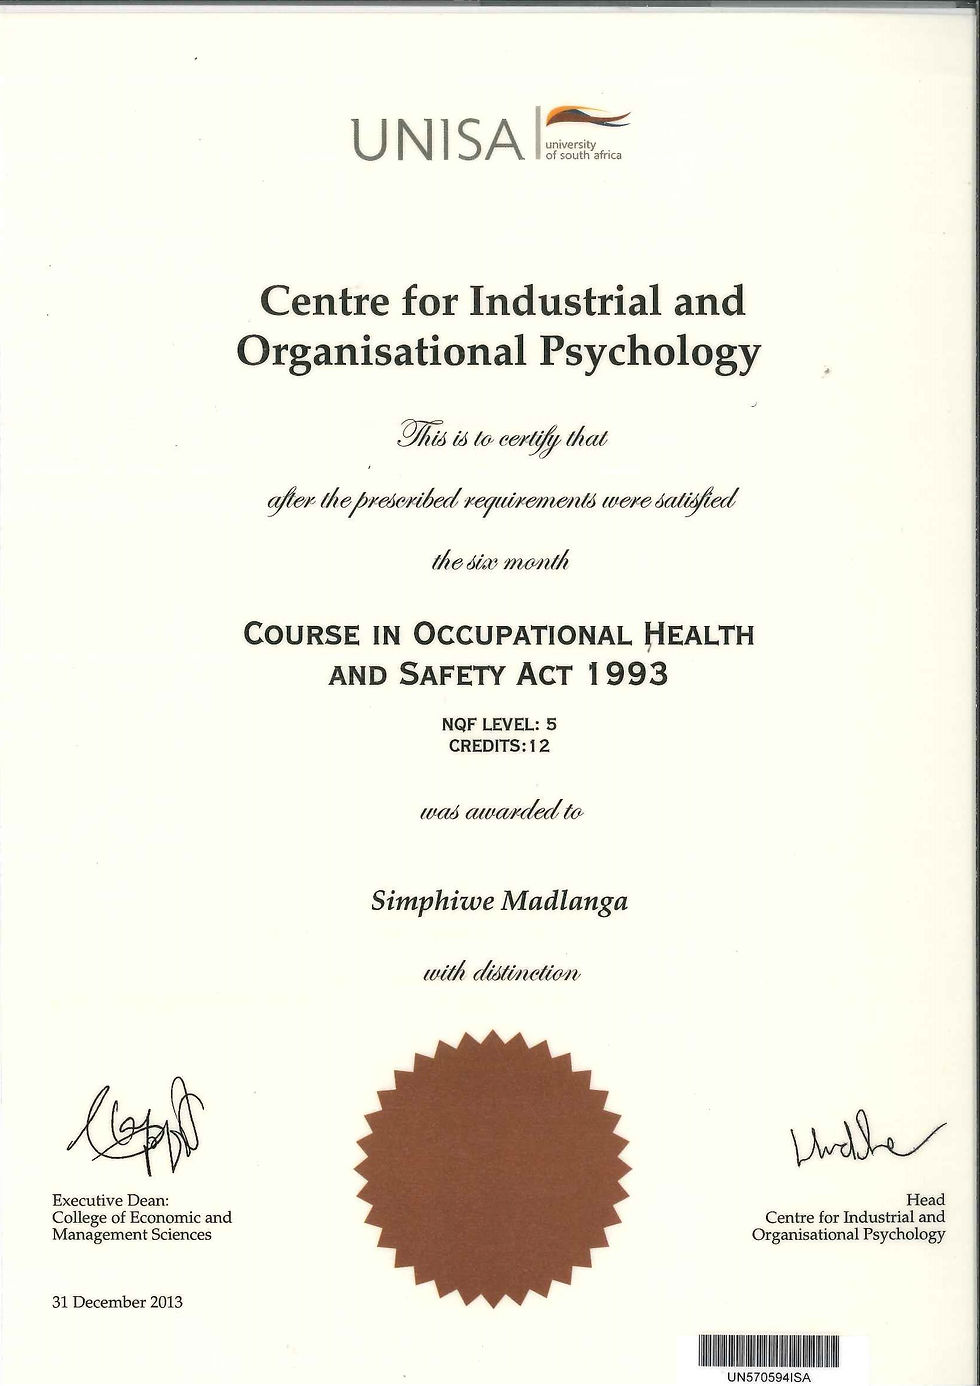 UNISA
university
of south africa
Centre for Industrial and
Organisational Psychology
This is to certify that
after the prescribed requirements were satisfied
the six month
COURSE IN OCCUPATIONAL HEALTH
AND SAFETY ACT 1993
NQF LEVEL: 5
CREDITS:12
was awarded to
Simphiwe Madlanga
with distinction
Executive Dean:
College of Economic and
Management Sciences
Head
Centre for Industrial and
Organisational Psychology
31 December 2013
UN570594ISA